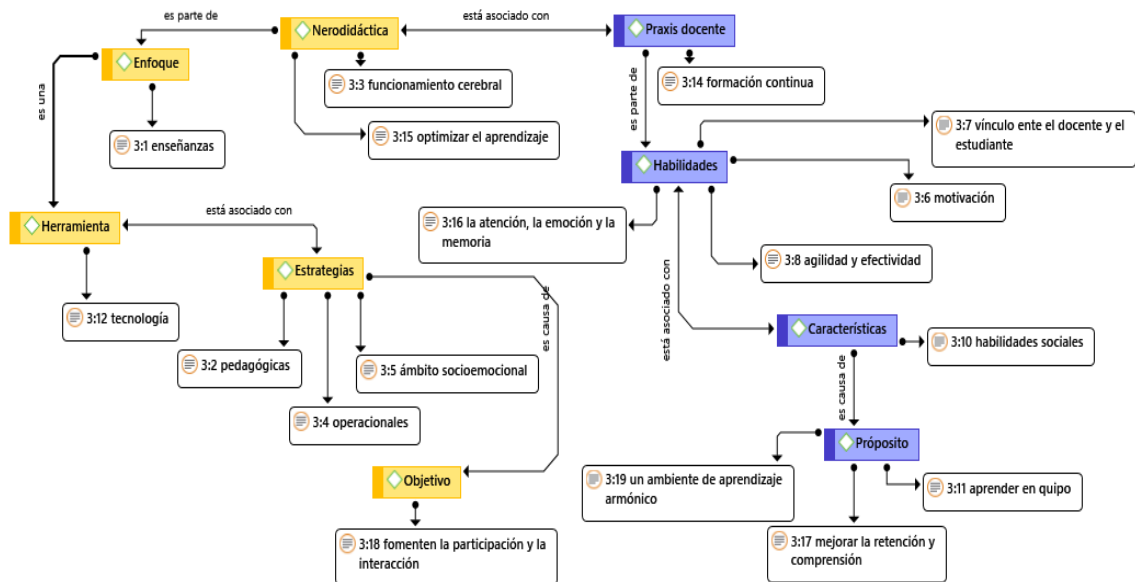 es parte de
Nerodidáctica
está asociado con
Praxis docente
Enfoque
3:3 funcionamiento cerebral
3:14 formación continua
es una
es parte de
3:15 optimizar el aprendizaje
3:1 enseñanzas
3:7 vínculo ente el docente y el
estudiante
Habilidades
3:6 motivación
Herramienta
está asociado con
3:16 la atención, la emoción y la
memoria
3:8 agilidad y efectividad
Estrategias
es causa de
está asociado con
3:12 tecnología
Características
3:10 habilidades sociales
3:2 pedagógicas
3:5 ámbito socioemocional
3:4 operacionales
es causa de
Próposito
Objetivo
3:19 un ambiente de aprendizaje
armónico
3:11 aprender en quipo
3:18 fomenten la participación y la
interacción
3:17 mejorar la retención y
comprensión